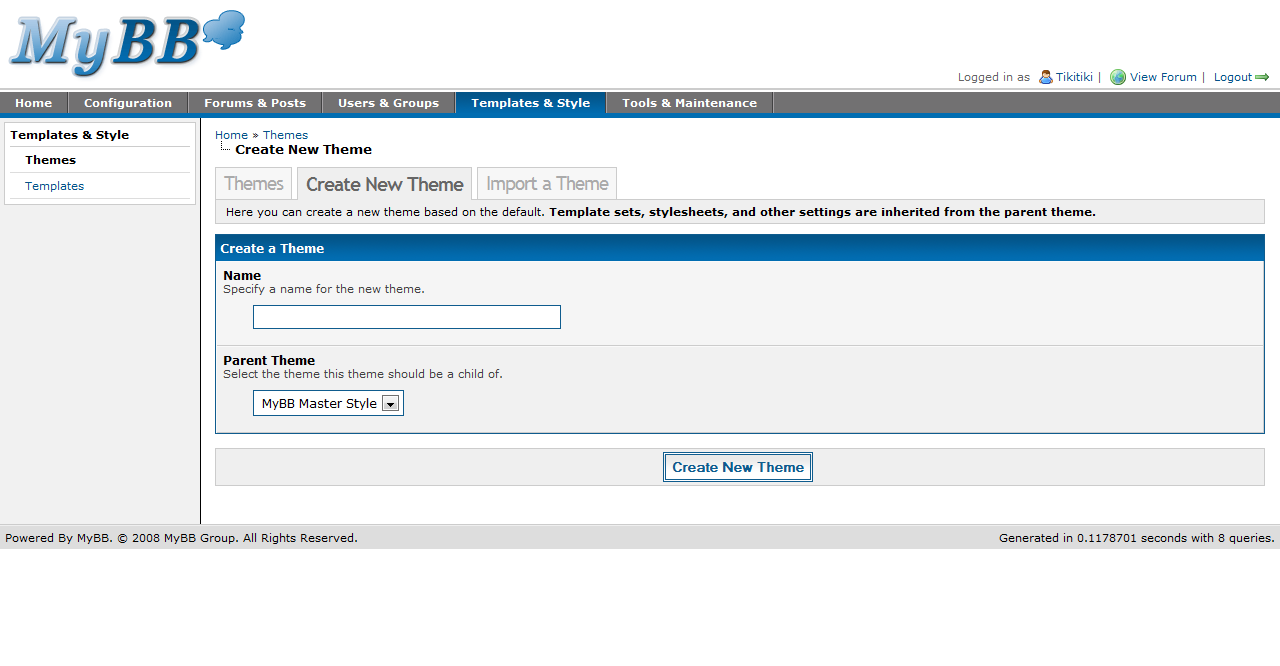 MyBB
Logged in as Tikitiki | View Forum | Logout
Home Configuration Forums & Posts Users & Groups Templates & Style Tools & Maintenance
Templates & Style
Themes
Templates
Home » Themes
Create New Theme
Themes Create New Theme Import a Theme
Here you can create a new theme based on the default. Template sets, stylesheets, and other settings are inherited from the parent theme.
Create a Theme
Name
Specify a name for the new theme.
Parent Theme
Select the theme this theme should be a child of.
MyBB Master Style
Create New Theme
Powered By MyBB. © 2008 MyBB Group. All Rights Reserved. Generated in 0.1178701 seconds with 8 queries.